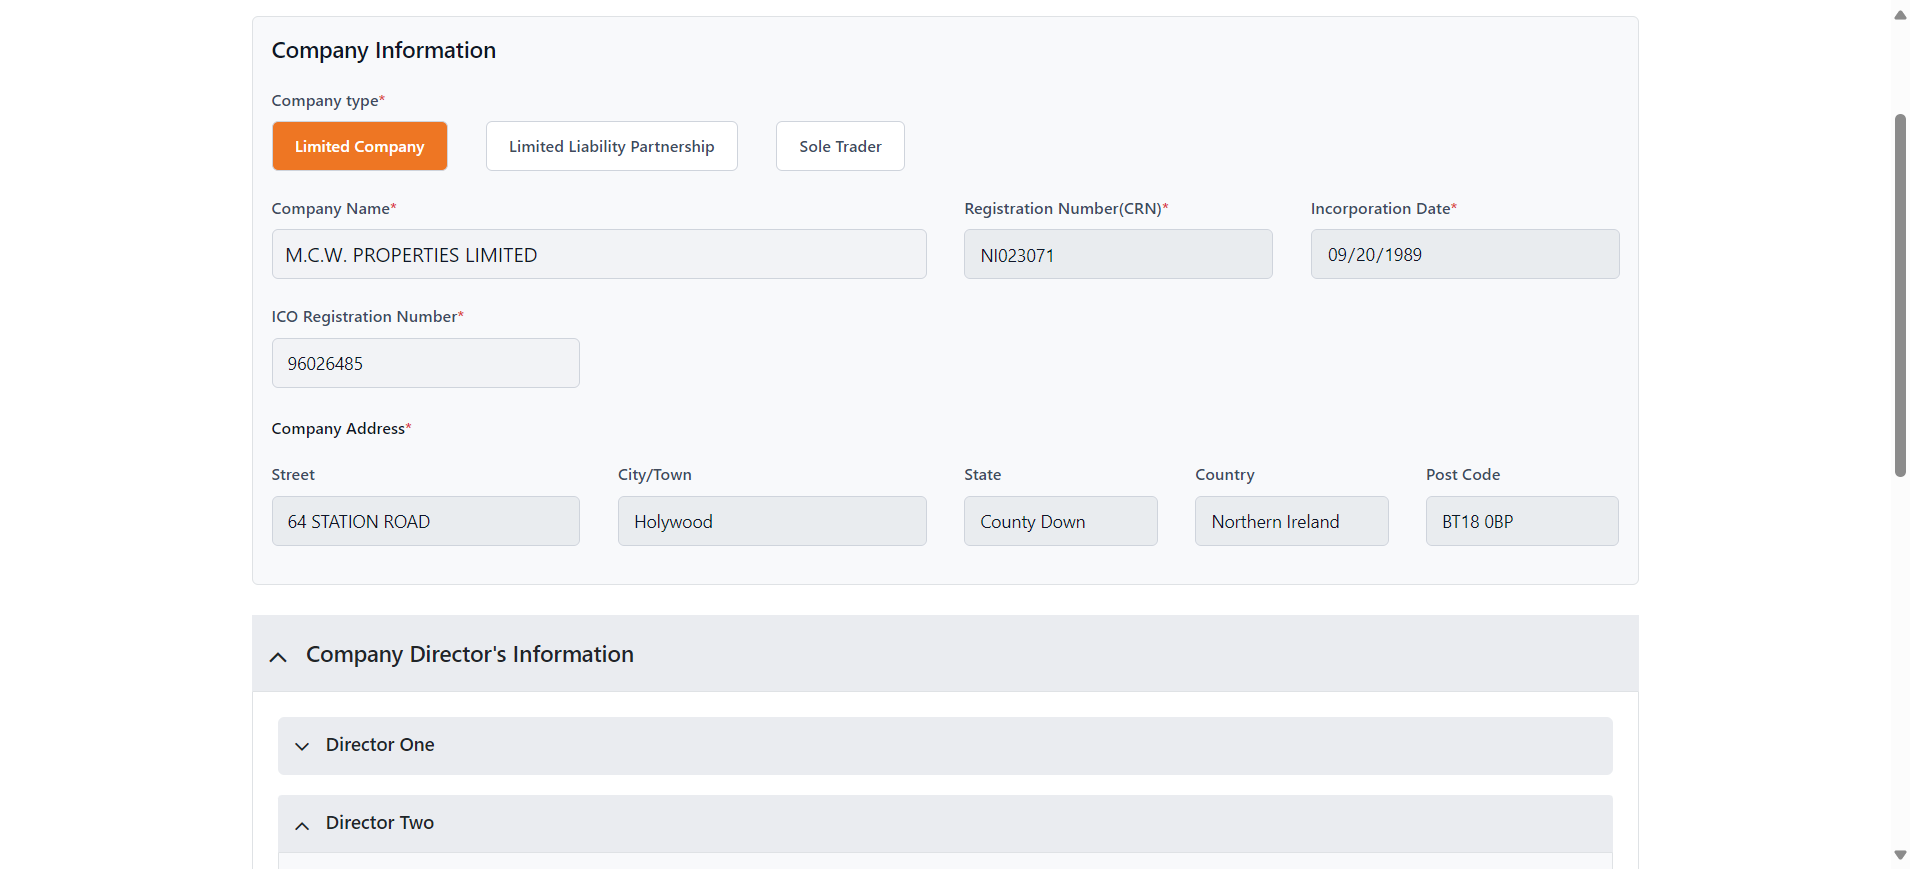 Company Information
Company type*
Limited Company Limited Liability Partnership Sole Trader
Company Name* Registration Number(CRN)* Incorporation Date*
M.C.W. PROPERTIES LIMITED NI023071 09/20/1989
ICO Registration Number*
96026485
Company Address*
Street City/Town State Country Post Code
64 STATION ROAD Holywood County Down Northern Ireland BT18 0BP
Company Director's Information
Director One
Director Two